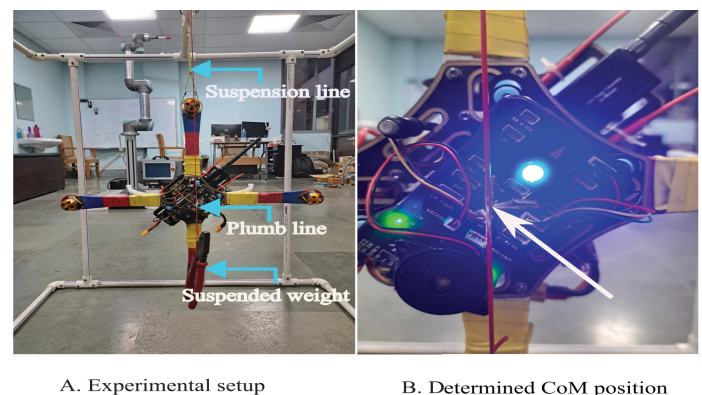 Suspension line
Plumb line
Suspended weight
A. Experimental setup
B. Determined CoM position